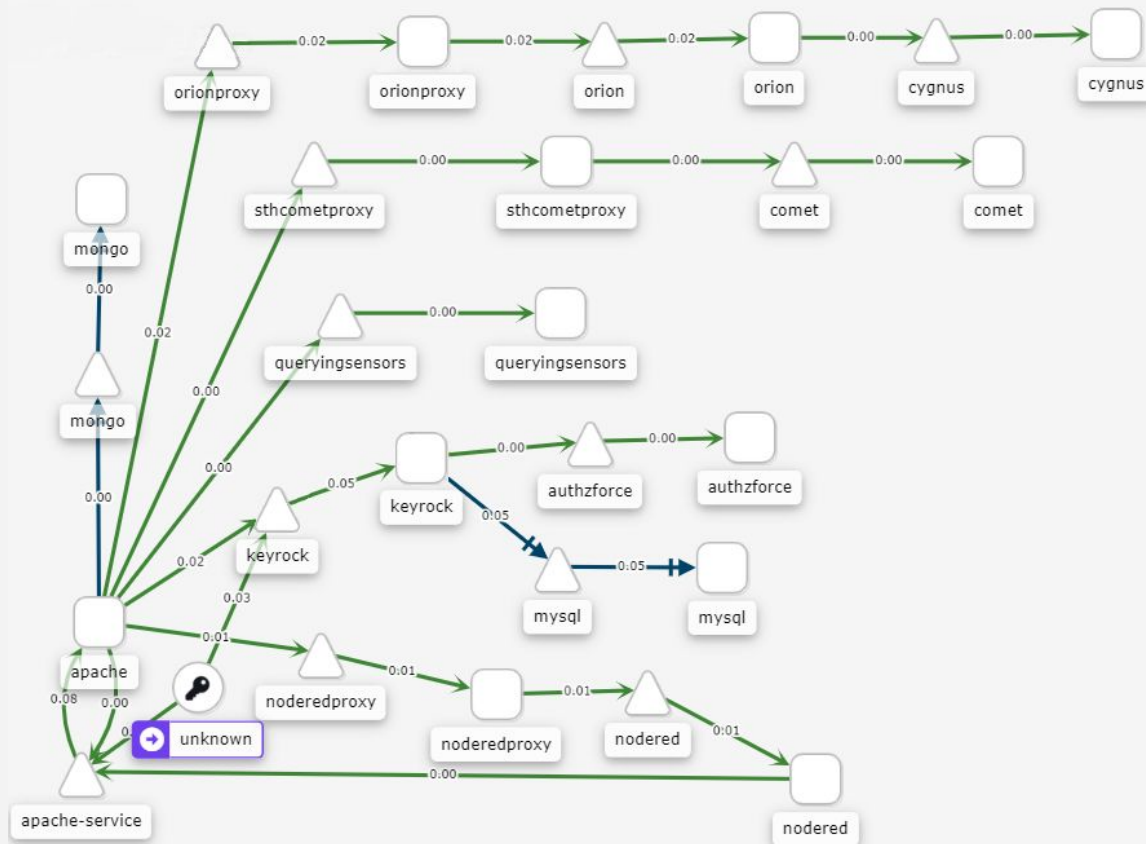 0.02
0.02
0.02
0.00
0.00
orionproxy
orionproxy
orion
orion
cygnus
cygnus
0.00
0.00
0.00
sthcometproxy
sthcometproxy
comet
comet
mongo
0.00
0.02
0.00
queryingsensors
queryingsensors
0.00
mongo
0.00
0.00
0.00
0.00
authzforce
authzforce
0.05
keyrock
0.05
0.02
keyrock
0.03
0.05
mysql
mysql
0.01
apache
0.08
0.00
noderedproxy
0.01
0.01
unknown
noderedproxy
nodered
0.01
0.00
apache-service
nodered